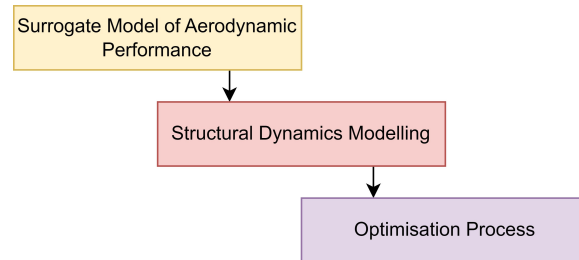 Surrogate Model of Aerodynamic
Performance
Structural Dynamics Modelling
Optimisation Process